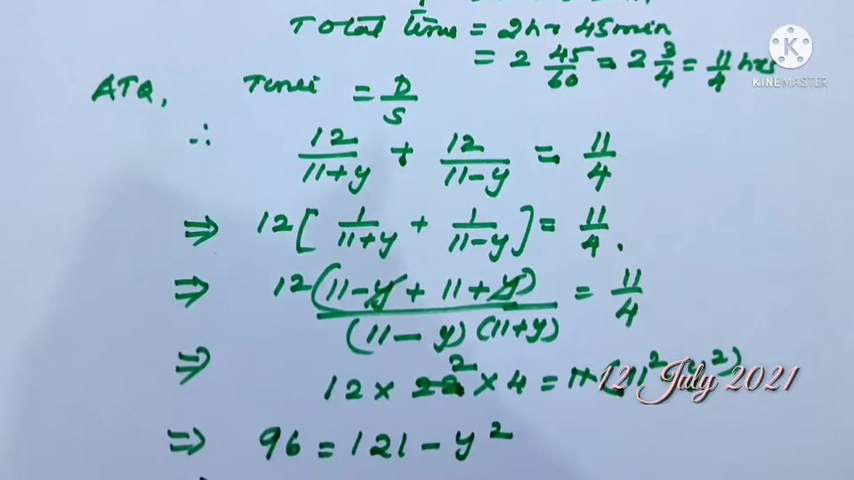 Total time = 2hr 45min
= 2 45/60 = 2 3/4 = 11/4 hrs
KINEMASTER
ATQ, Time = D/S
∴ 12/11+y + 12/11-y = 11/4
⇒ 12[ 1/11+y + 1/11-y ] = 11/4.
⇒ 12(11-y + 11+y)/(11-y)(11+y) = 11/4
⇒ 12 × 22 2 × 4 = 11 (11² y²)
12 July 2021
⇒ 96 = 121 - y²